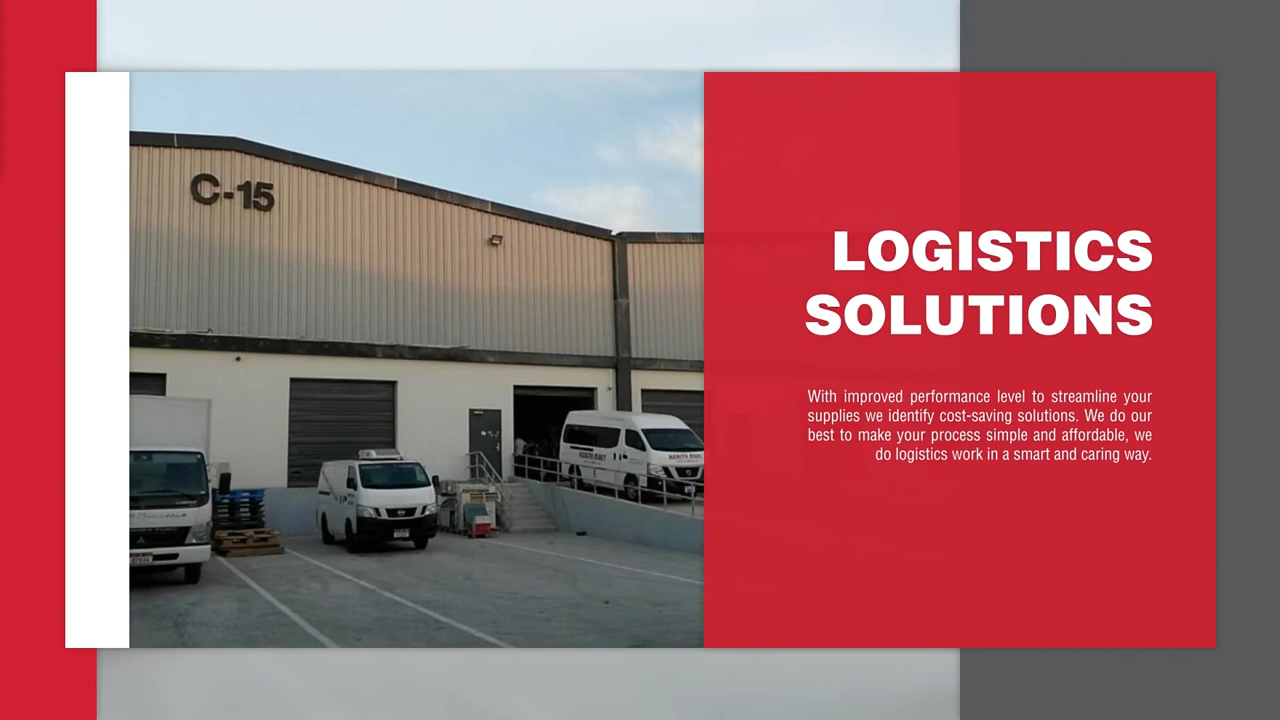 C-15
LOGISTICS
SOLUTIONS
With improved performance level to streamline your
supplies we identify cost-saving solutions. We do our
best to make your process simple and affordable, we
do logistics work in a smart and caring way.